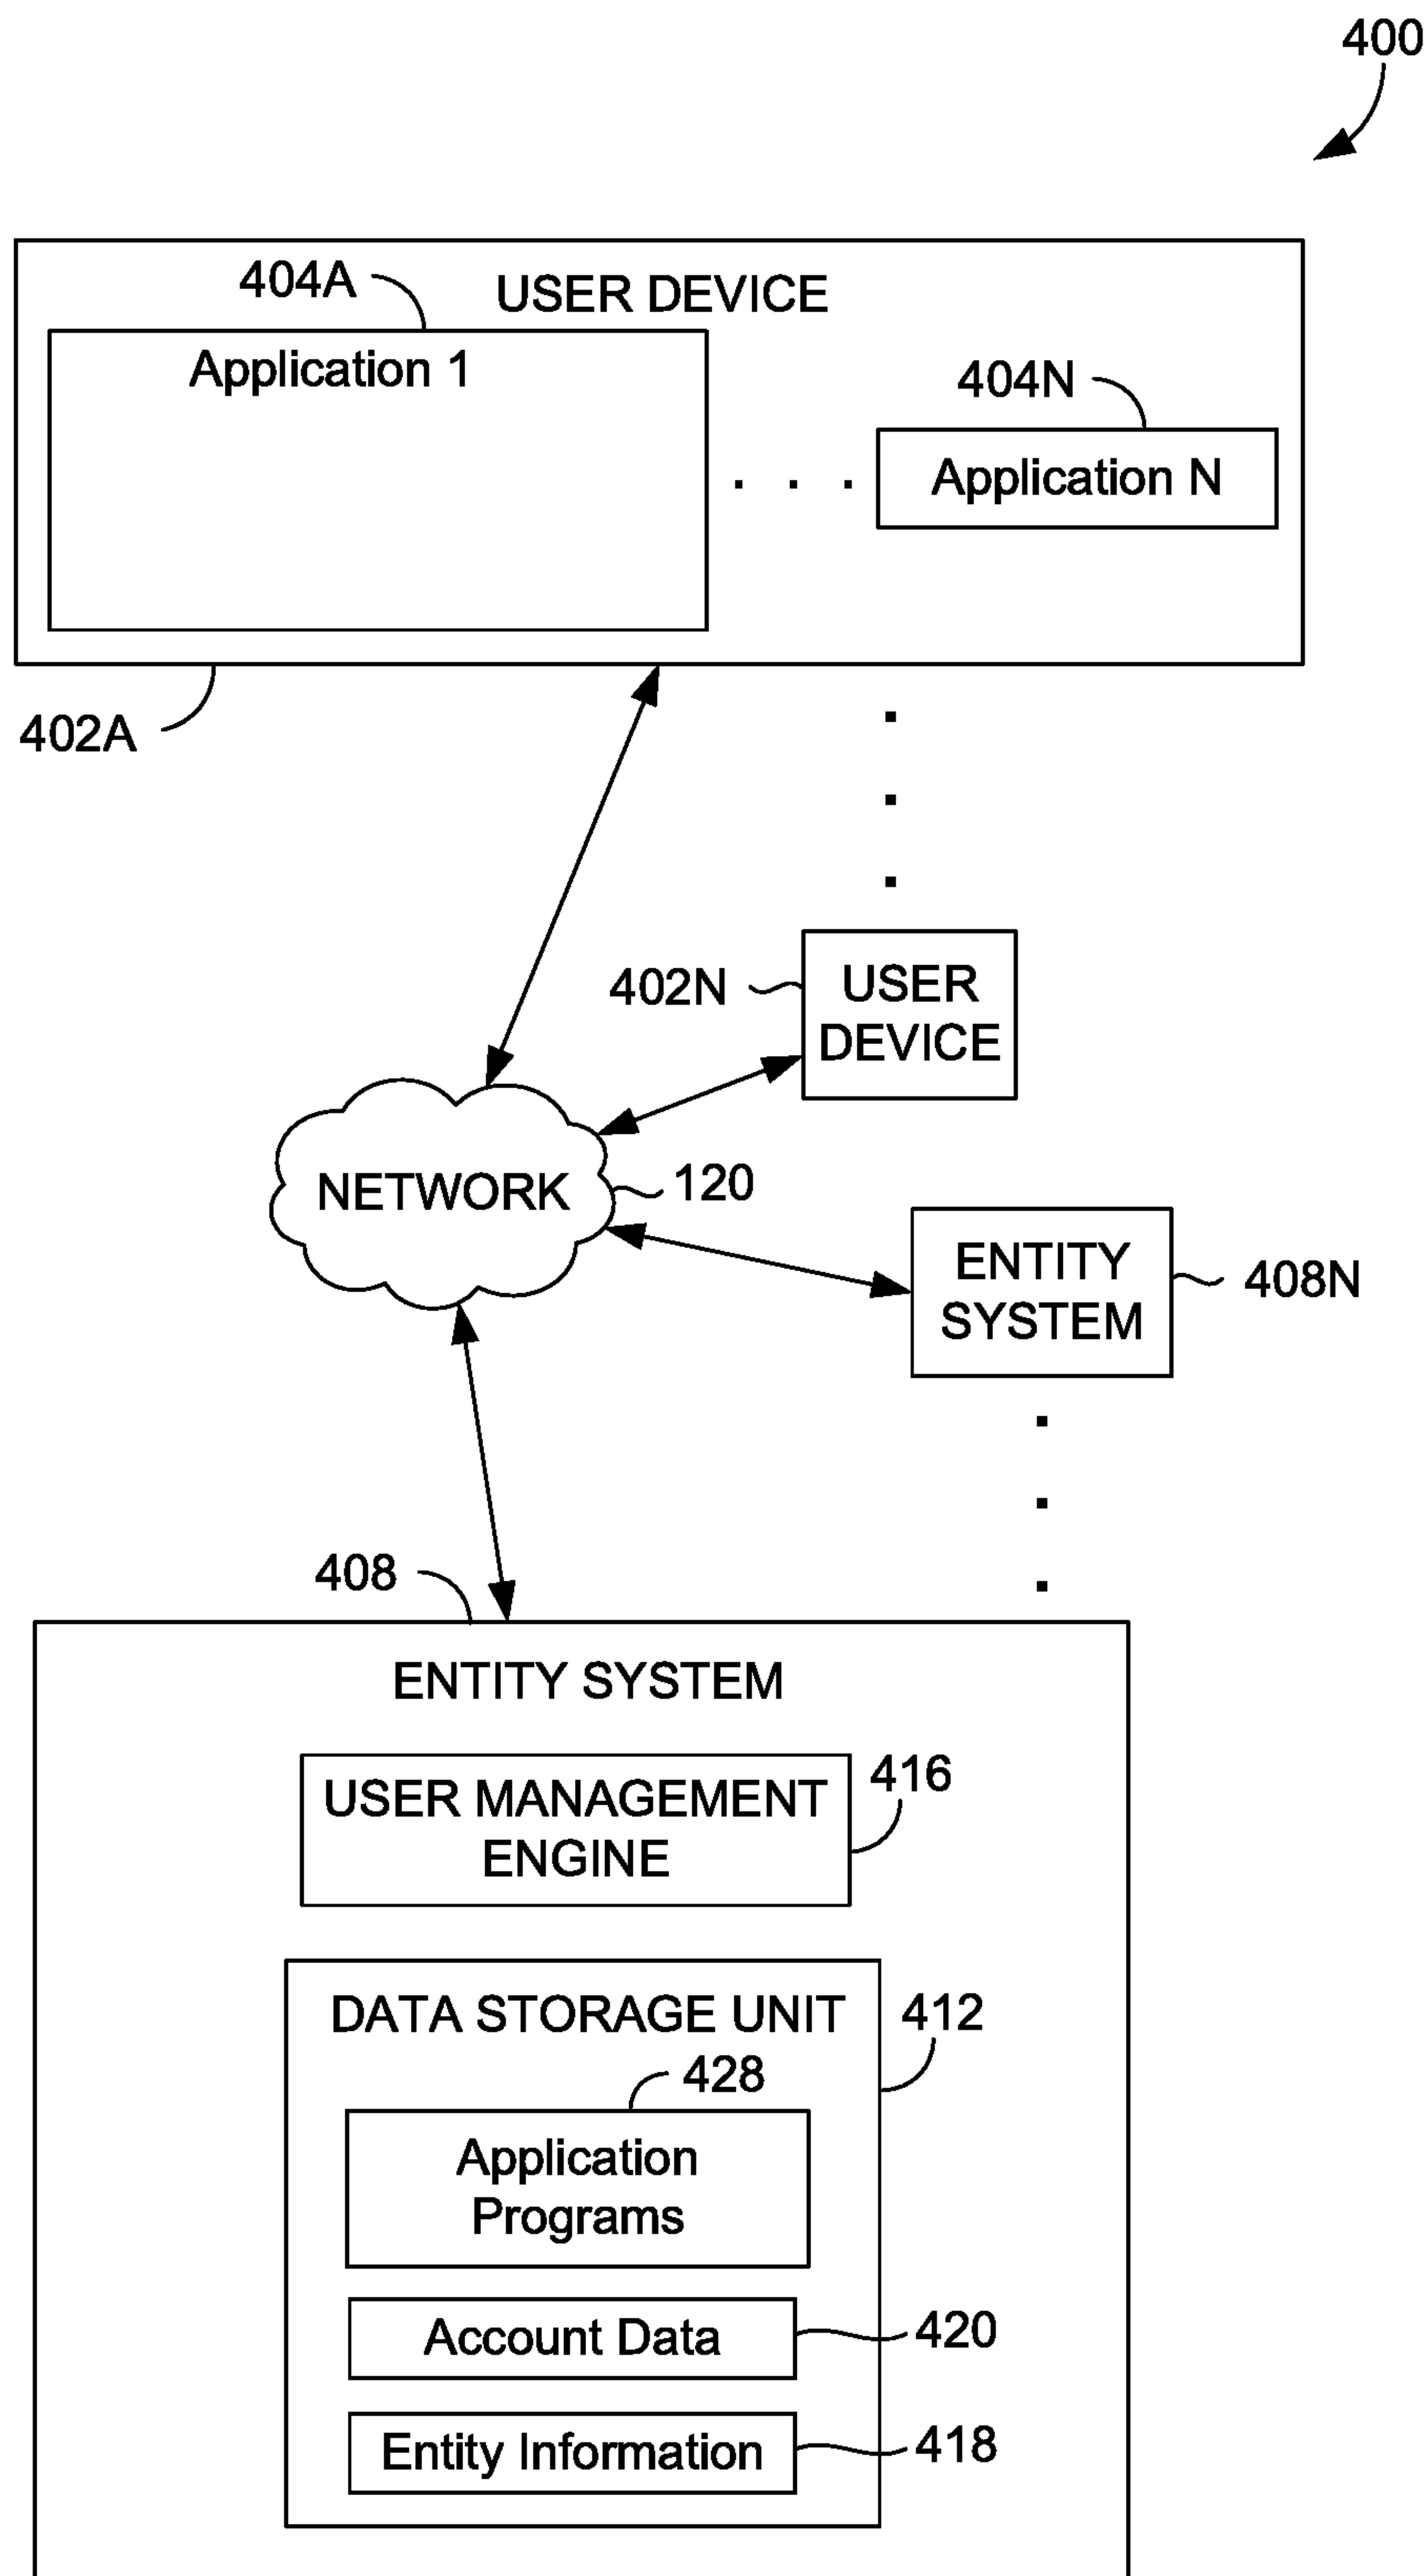 400
404A
USER DEVICE
Application 1
404N
Application N
402A
402N
USER
DEVICE
NETWORK
120
ENTITY
SYSTEM
408N
408
ENTITY SYSTEM
USER MANAGEMENT
ENGINE
416
DATA STORAGE UNIT
412
428
Application
Programs
Account Data
420
Entity Information
418